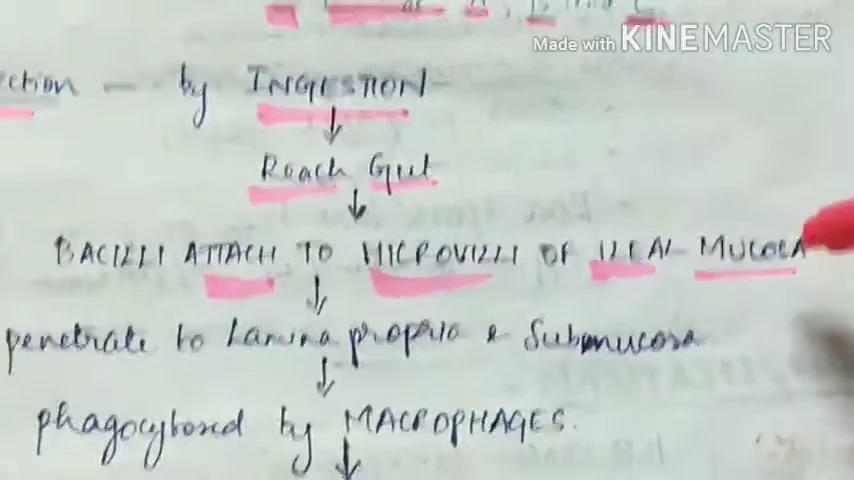 Made with KINEMASTER
ection - by INGESTION
↓
Reach Gut
↓
BACILLI ATTACH TO MICROVILLI OF ILEAL MUCOSA
↓
penetrate to Lamina propria & Submucosa
↓
phagocytosed by MACROPHAGES.
↓